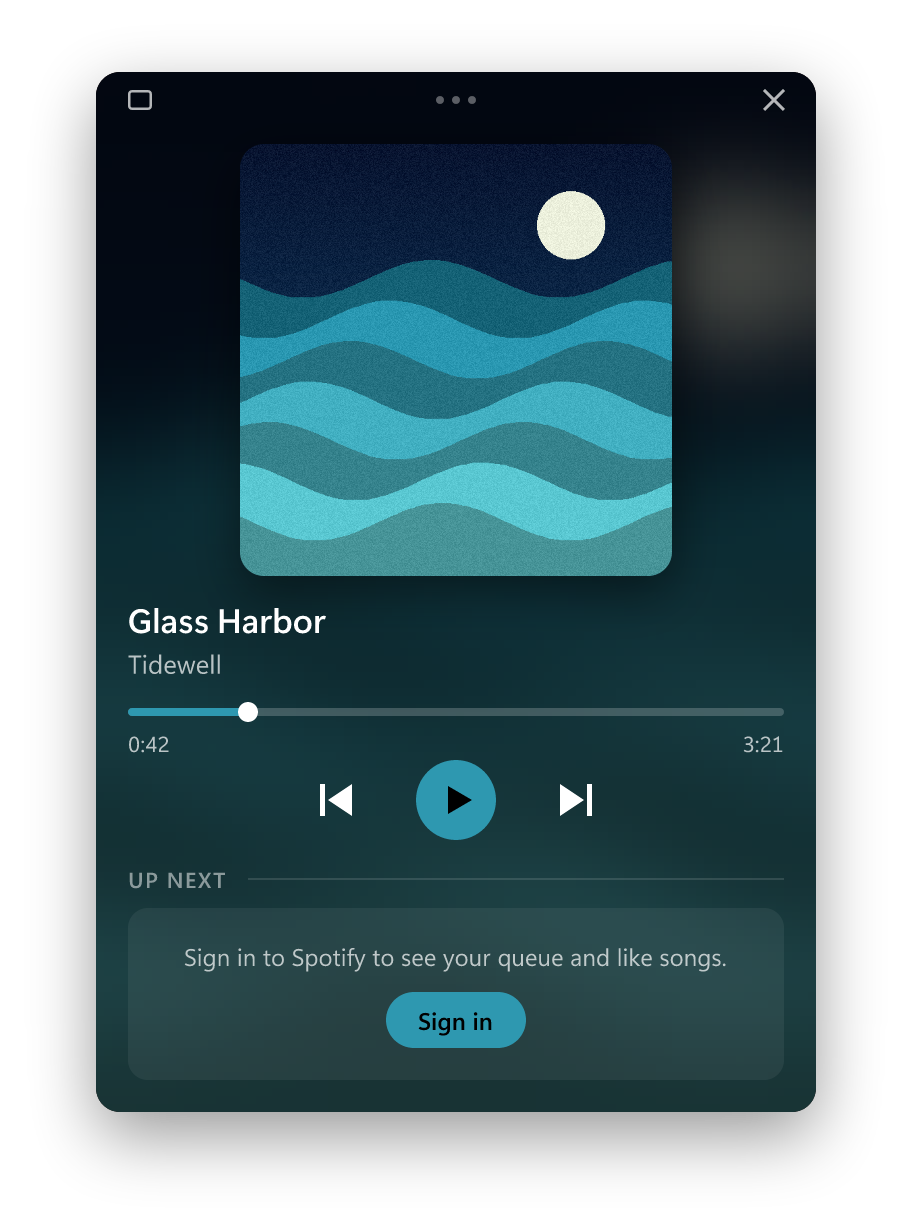 Glass Harbor
Tidewell
0:42 3:21
UP NEXT
Sign in to Spotify to see your queue and like songs.
Sign in